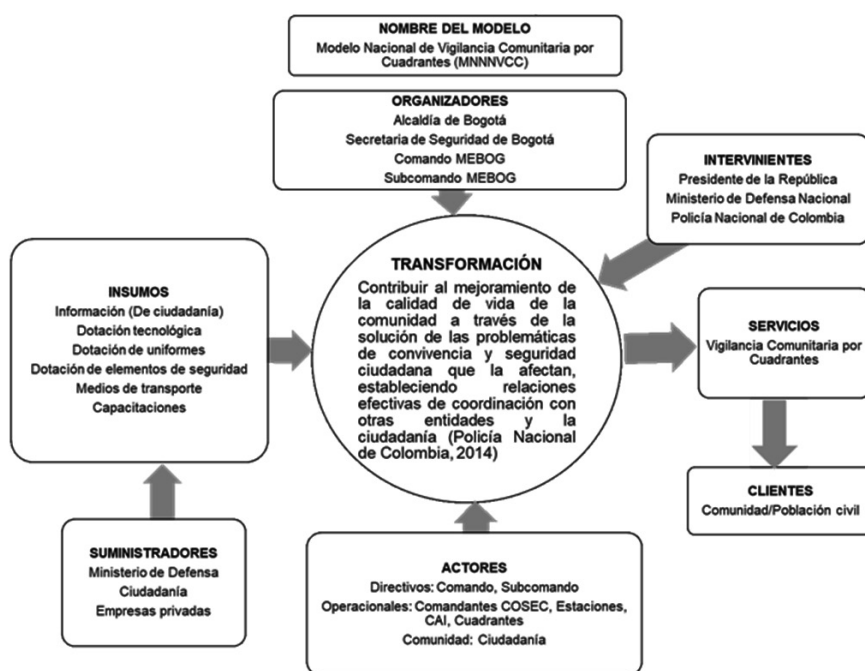 NOMBRE DEL MODELO
Modelo Nacional de Vigilancia Comunitaria por
Cuadrantes (MNNNVCC)
ORGANIZADORES
Alcaldía de Bogotá
Secretaria de Seguridad de Bogotá
Comando MEBOG
Subcomando MEBOG
INTERVINIENTES
Presidente de la República
Ministerio de Defensa Nacional
Policía Nacional de Colombia
INSUMOS
Información (De ciudadanía)
Dotación tecnológica
Dotación de uniformes
Dotación de elementos de seguridad
Medios de transporte
Capacitaciones
TRANSFORMACIÓN
Contribuir al mejoramiento de
la calidad de vida de la
comunidad a través de la
solución de las problemáticas
de convivencia y seguridad
ciudadana que la afectan,
estableciendo relaciones
efectivas de coordinación con
otras entidades y la
ciudadanía (Policía Nacional
de Colombia, 2014)
SERVICIOS
Vigilancia Comunitaria por
Cuadrantes
CLIENTES
Comunidad/Población civil
SUMINISTRADORES
Ministerio de Defensa
Ciudadanía
Empresas privadas
ACTORES
Directivos: Comando, Subcomando
Operacionales: Comandantes COSEC, Estaciones,
CAI, Cuadrantes
Comunidad: Ciudadanía